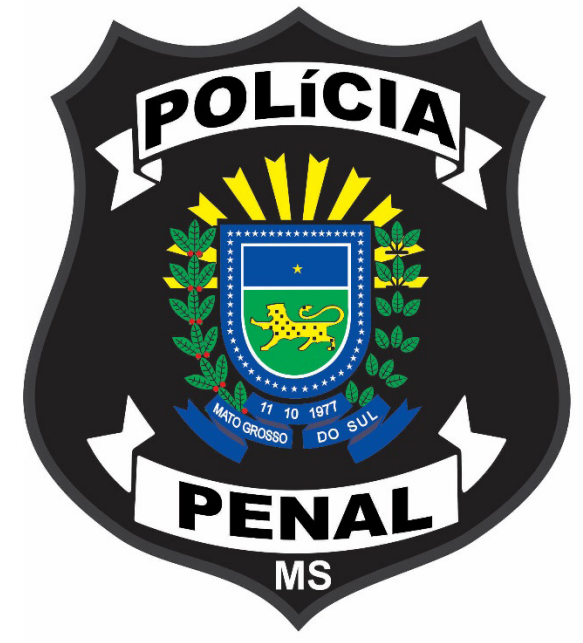 POLíCIA
11 10 1977
MATO GROSSO DO SUL
PENAL
MS